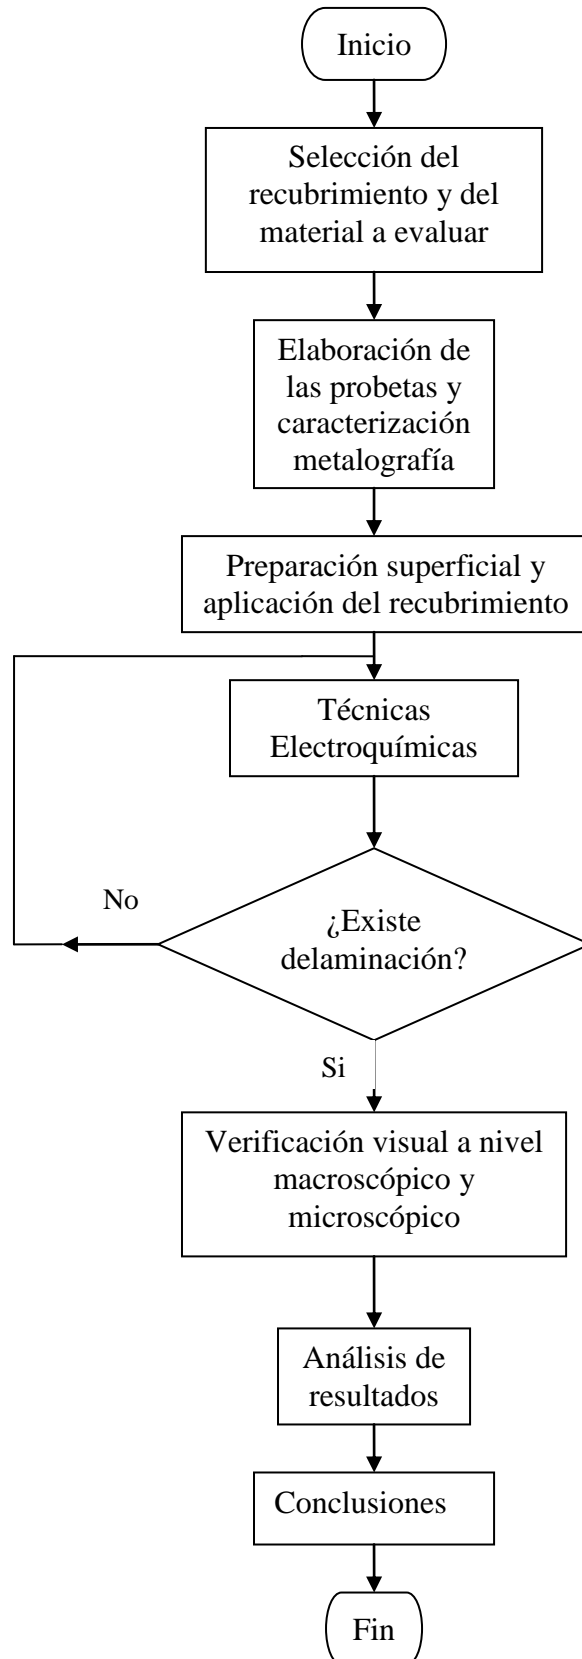 Inicio
Selección del
recubrimiento y del
material a evaluar
Elaboración de
las probetas y
caracterización
metalografía
Preparación superficial y
aplicación del recubrimiento
Técnicas
Electroquímicas
No
¿Existe
delaminación?
Si
Verificación visual a nivel
macroscópico y
microscópico
Análisis de
resultados
Conclusiones
Fin